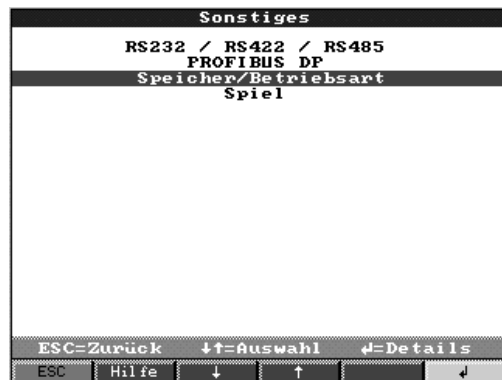 Sonstiges
RS232 / RS422 / RS485
PROFIBUS DP
Speicher/Betriebsart
Spiel
ESC=Zurück ↓↑=Auswahl ↵=Details
ESC Hilfe ↓ ↑ ↵